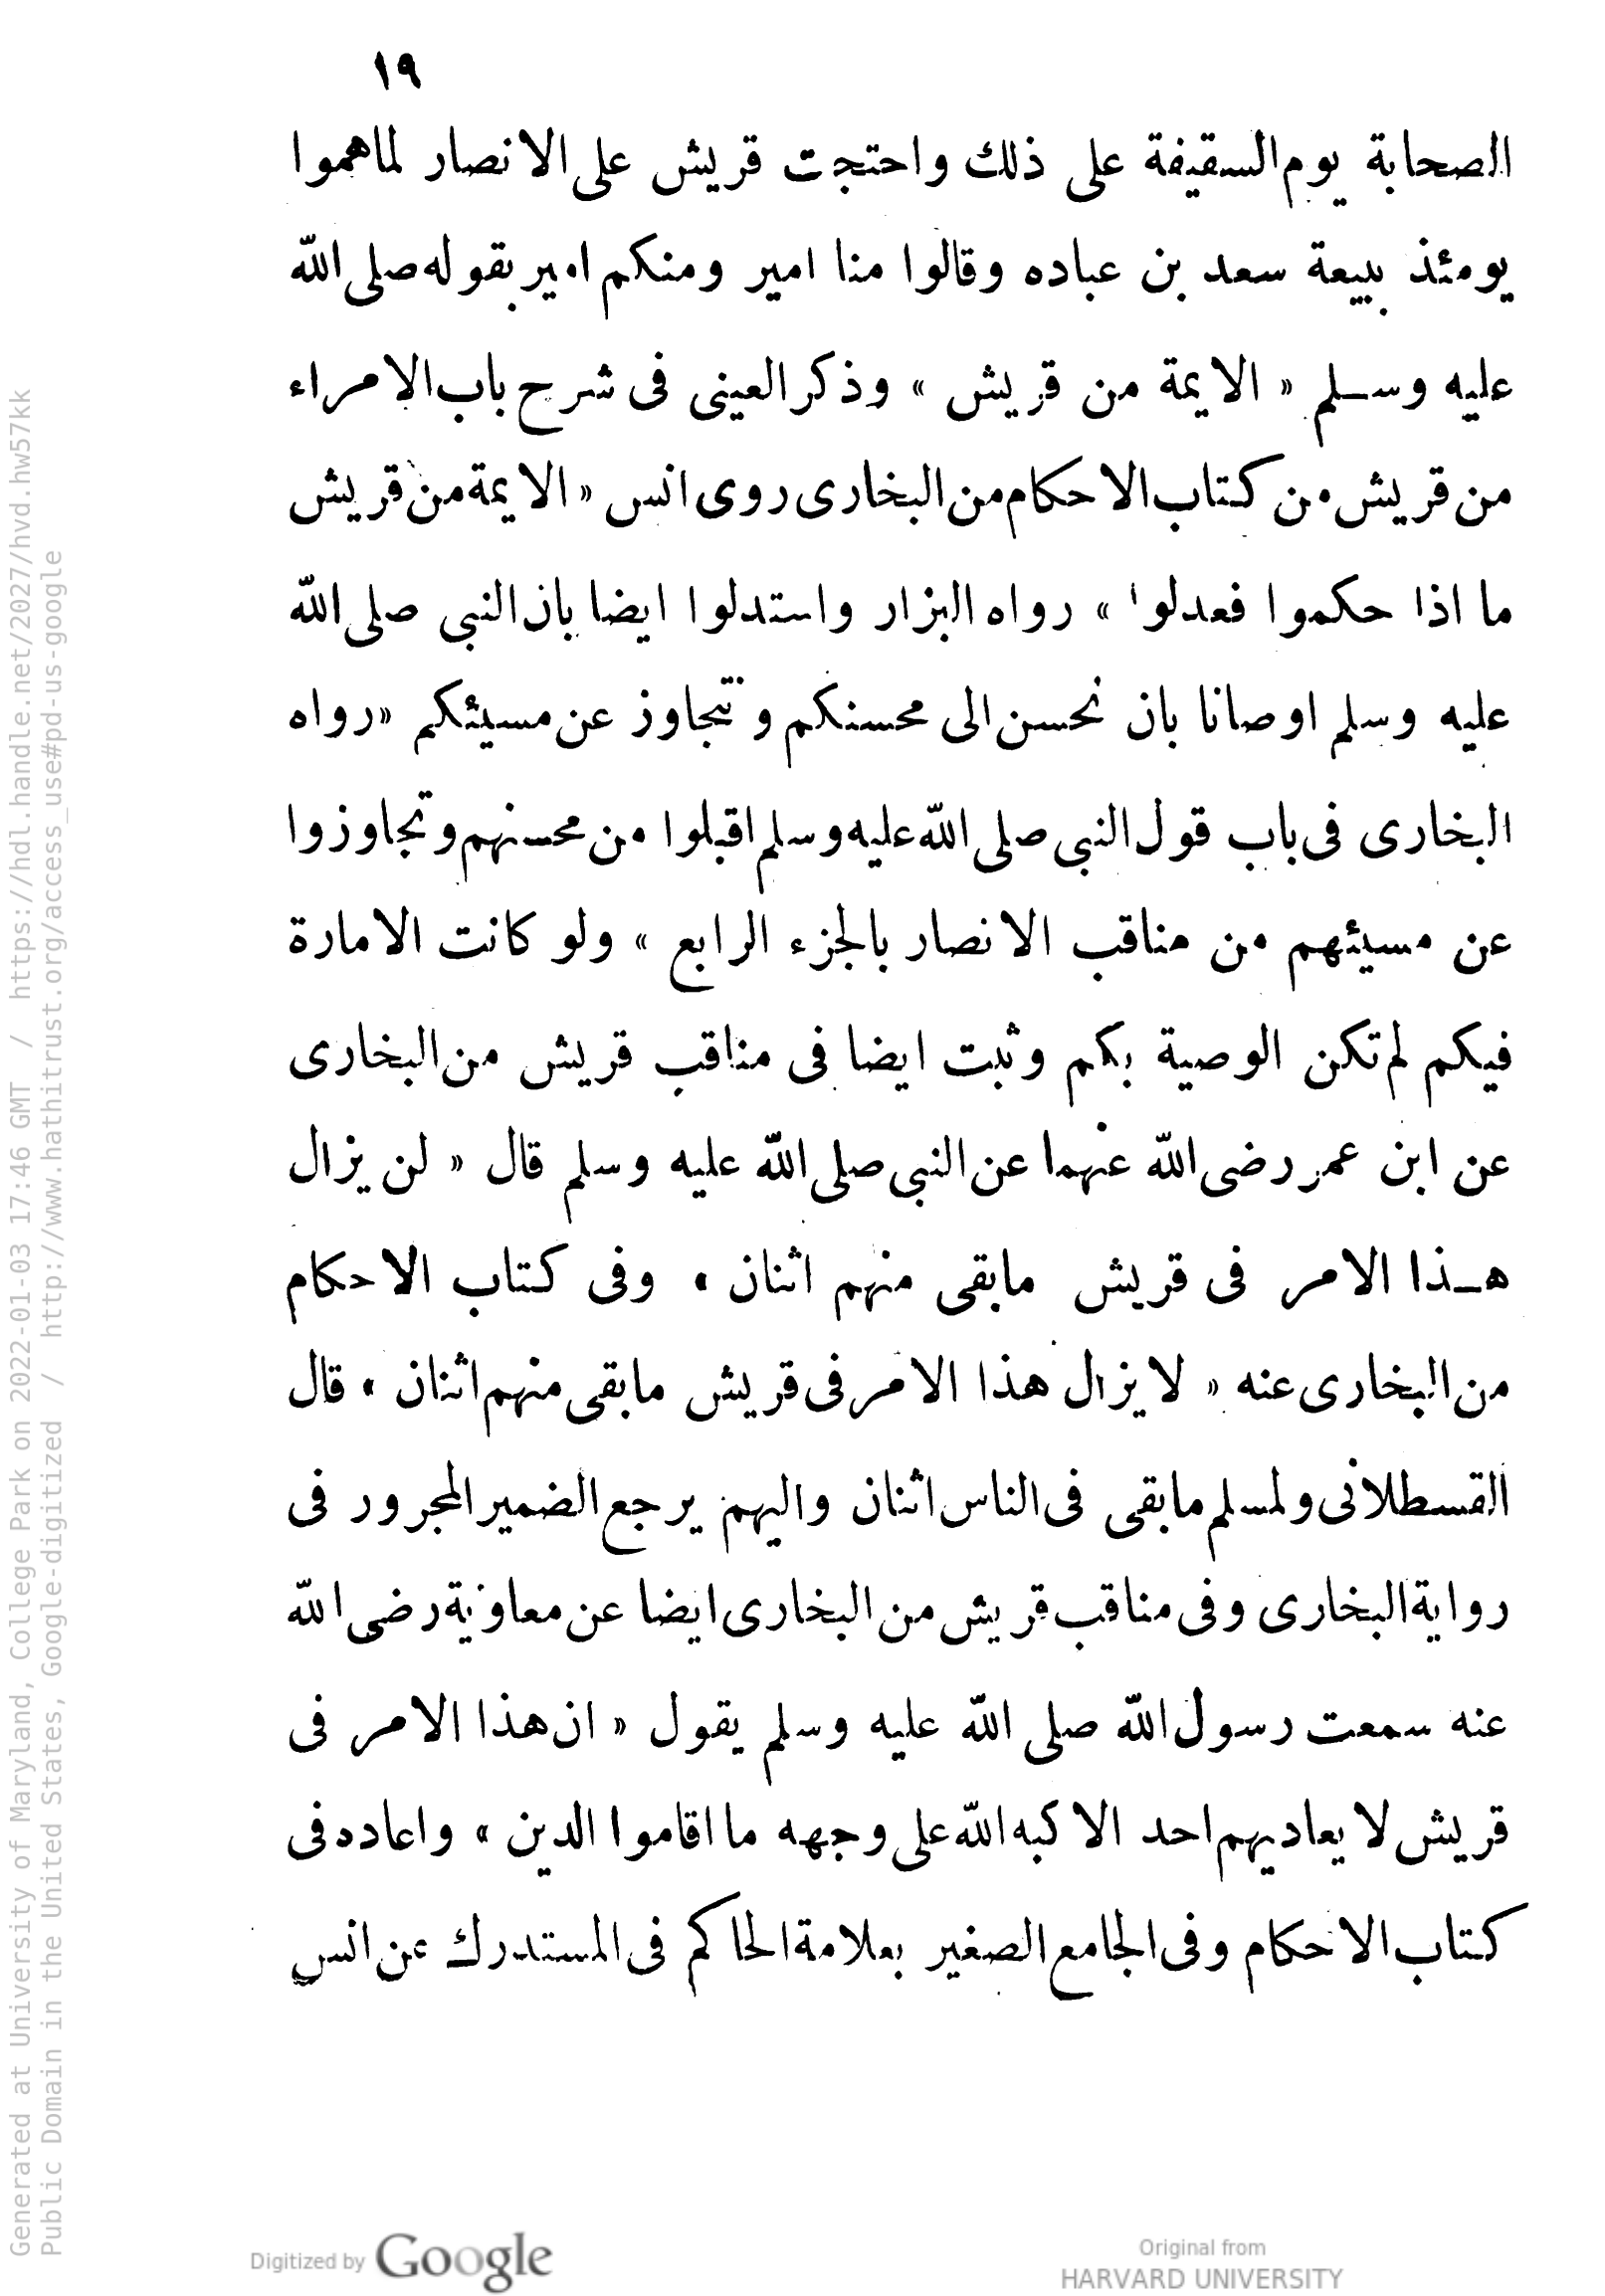 ١٩
الصحابة يوم السقيفة على ذلك واحتجت قريش على الانصار لماهموا
يومئذ ببيعة سعد بن عباده وقالوا منا امير ومنكم امير بقوله صلى الله
عليه وسلم « الايمة من قريش » وذكر العينى فى شرح باب الامراء
من قريش من كتاب الاحكام من البخارى روى انس « الايمة من قريش
ما اذا حكموا فعدلوا » رواه البزار واستدلوا ايضا بان النبي صلى الله
عليه وسلم اوصانا بان نحسن الى محسنكم و نتجاوز عن مسيئكم «رواه
البخارى فى باب قول النبي صلى الله عليه وسلم اقبلوا من محسنهم وتجاوزوا
عن مسيئهم من مناقب الانصار بالجزء الرابع » ولو كانت الامارة
فيكم لم تكن الوصية بكم وثبت ايضا فى مناقب قريش من البخارى
عن ابن عمر رضى الله عنهما عن النبي صلى الله عليه وسلم قال « لن يزال
هـذا الامر فى قريش مابقى منهم اثنان » وفى كتاب الاحكام
من البخارى عنه « لا يزال هذا الامر فى قريش مابقى منهم اثنان » قال
القسطلانى ولمسلم مابقى فى الناس اثنان واليهم يرجع الضمير المجرور فى
رواية البخارى وفى مناقب قريش من البخارى ايضا عن معاوية رضى الله
عنه سمعت رسول الله صلى الله عليه وسلم يقول « ان هذا الامر فى
قريش لا يعاديهم احد الا كبه الله على وجهه ما اقاموا الدين » واعاده فى
كتاب الاحكام وفى الجامع الصغير بعلامة الحاكم فى المستدرك عن انس
Generated at University of Maryland, College Park on 2022-01-03 17:46 GMT / https://hdl.handle.net/2027/hvd.hw57kk
Public Domain in the United States, Google-digitized / http://www.hathitrust.org/access_use#pd-us-google
Digitized by Google
Original from
HARVARD UNIVERSITY